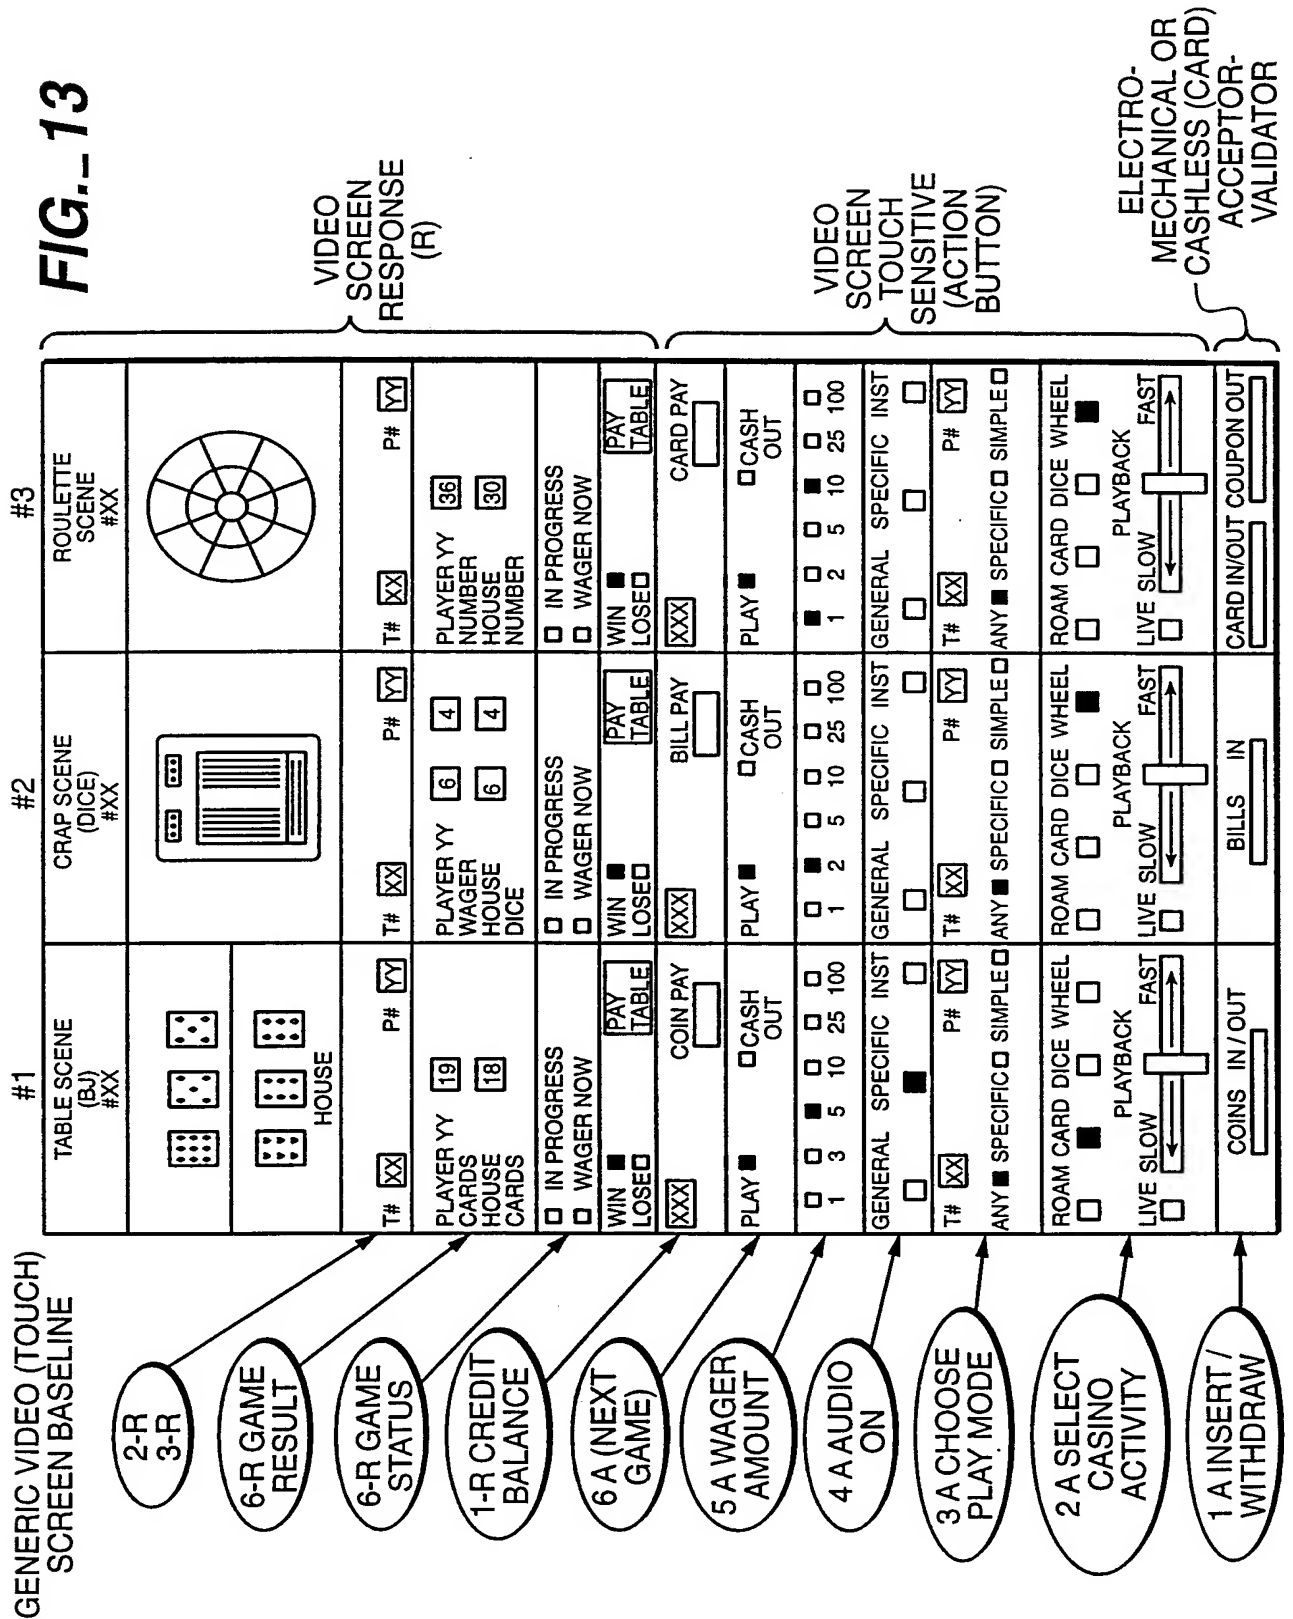 GENERIC VIDEO (TOUCH)
SCREEN BASELINE
FIG._13
#1
TABLE SCENE
(BJ)
#XX
HOUSE
T# XX P# YY
PLAYER YY
CARDS 19
HOUSE
CARDS 18
IN PROGRESS
WAGER NOW
WIN
LOSE
PAY
TABLE
XXX
COIN PAY
PLAY
CASH
OUT
1 3 5 10 25 100
GENERAL SPECIFIC INST
T# XX P# YY
ANY SPECIFIC SIMPLE
ROAM CARD DICE WHEEL
PLAYBACK
LIVE SLOW FAST
COINS IN / OUT
#2
CRAP SCENE
(DICE)
#XX
T# XX P# YY
PLAYER YY
WAGER 6 4
HOUSE
DICE 6 4
IN PROGRESS
WAGER NOW
WIN
LOSE
PAY
TABLE
XXX
BILL PAY
PLAY
CASH
OUT
1 2 5 10 25 100
GENERAL SPECIFIC INST
T# XX P# YY
ANY SPECIFIC SIMPLE
ROAM CARD DICE WHEEL
PLAYBACK
LIVE SLOW FAST
BILLS IN
#3
ROULETTE
SCENE
#XX
T# XX P# YY
PLAYER YY
NUMBER 36
HOUSE
NUMBER 30
IN PROGRESS
WAGER NOW
WIN
LOSE
PAY
TABLE
XXX
CARD PAY
PLAY
CASH
OUT
1 2 5 10 25 100
GENERAL SPECIFIC INST
T# XX P# YY
ANY SPECIFIC SIMPLE
ROAM CARD DICE WHEEL
PLAYBACK
LIVE SLOW FAST
CARD IN/OUT COUPON OUT
2-R
3-R
6-R GAME
RESULT
6-R GAME
STATUS
1-R CREDIT
BALANCE
6 A (NEXT
GAME)
5 A WAGER
AMOUNT
4 A AUDIO
ON
3 A CHOOSE
PLAY MODE
2 A SELECT
CASINO
ACTIVITY
1 A INSERT /
WITHDRAW
VIDEO
SCREEN
RESPONSE
(R)
VIDEO
SCREEN
TOUCH
SENSITIVE
(ACTION
BUTTON)
ELECTRO-
MECHANICAL OR
CASHLESS (CARD)
ACCEPTOR-
VALIDATOR